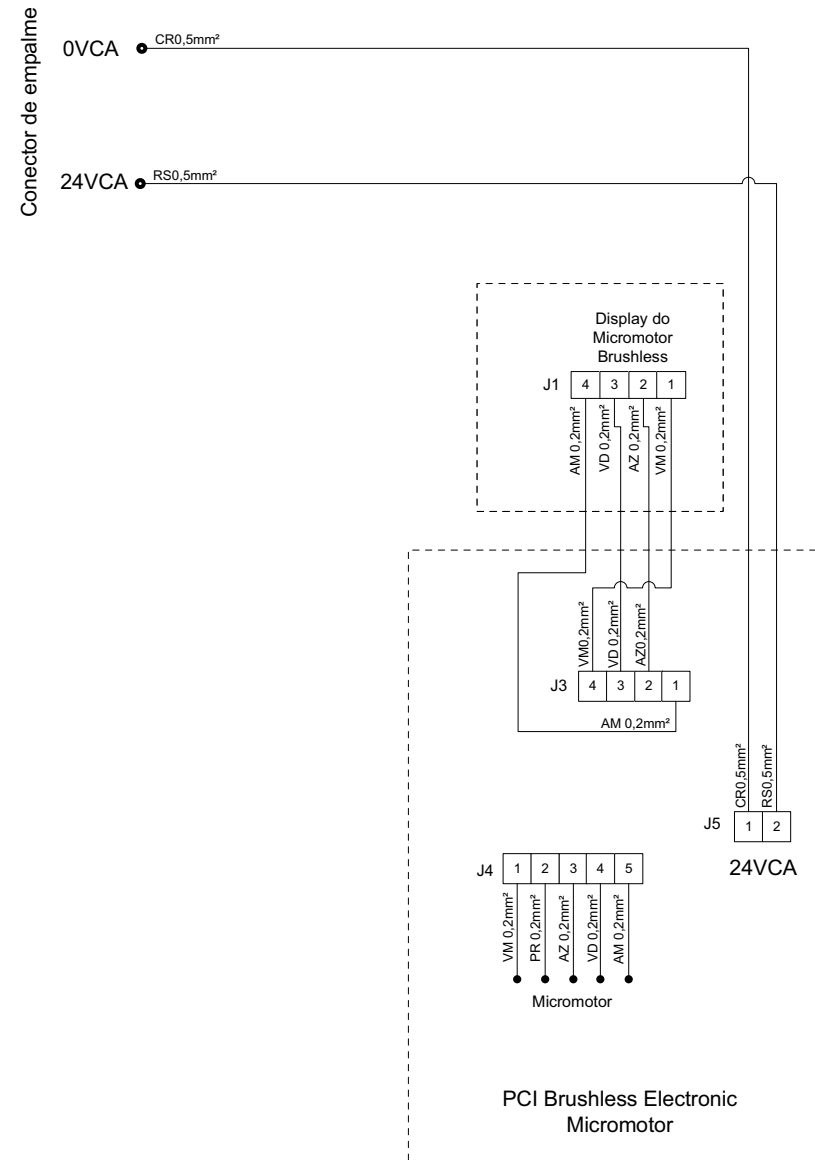 Conector de empalme
0VCA
CR0,5mm²
24VCA
RS0,5mm²
Display do
Micromotor
Brushless
J1
4 3 2 1
AM 0,2mm²
VD 0,2mm²
AZ 0,2mm²
VM 0,2mm²
VM0,2mm²
VD 0,2mm²
AZ0,2mm²
J3
4 3 2 1
AM 0,2mm²
CR0,5mm²
RS0,5mm²
J5
1 2
24VCA
J4
1 2 3 4 5
VM 0,2mm²
PR 0,2mm²
AZ 0,2mm²
VD 0,2mm²
AM 0,2mm²
Micromotor
PCI Brushless Electronic
Micromotor